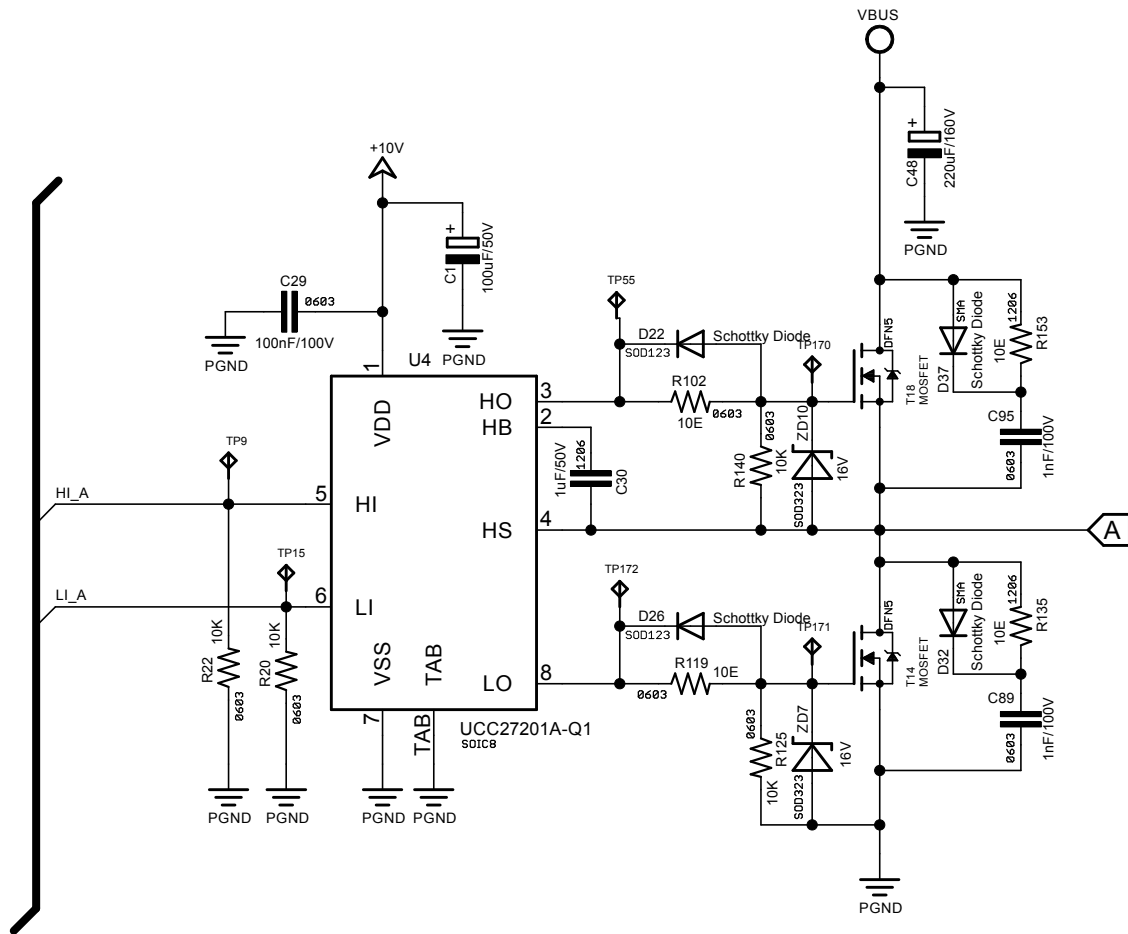 VBUS
+
C48
220uF/160V
PGND
+10V
+
C1
100uF/50V
PGND
C29
0603
100nF/100V
PGND
U4
1
VDD
HO
3
HB
2
HS
4
HI
5
LI
6
VSS
7
TAB
TAB
LO
8
UCC27201A-Q1
SOIC8
TP55
D22
SOD123
Schottky Diode
R102
0603
10E
TP170
1uF/50V
1206
C30
0603
R140
10K
ZD10
16V
SOD323
DFN5
T18
MOSFET
SMA
D37
Schottky Diode
1206
10E
R153
C95
0603
1nF/100V
A
TP9
HI_A
TP15
LI_A
10K
R22
0603
PGND
10K
R20
0603
PGND
PGND
PGND
TP172
D26
SOD123
Schottky Diode
R119
10E
0603
TP171
0603
R125
10K
ZD7
16V
SOD323
DFN5
T14
MOSFET
SMA
D32
Schottky Diode
1206
10E
R135
C89
0603
1nF/100V
PGND